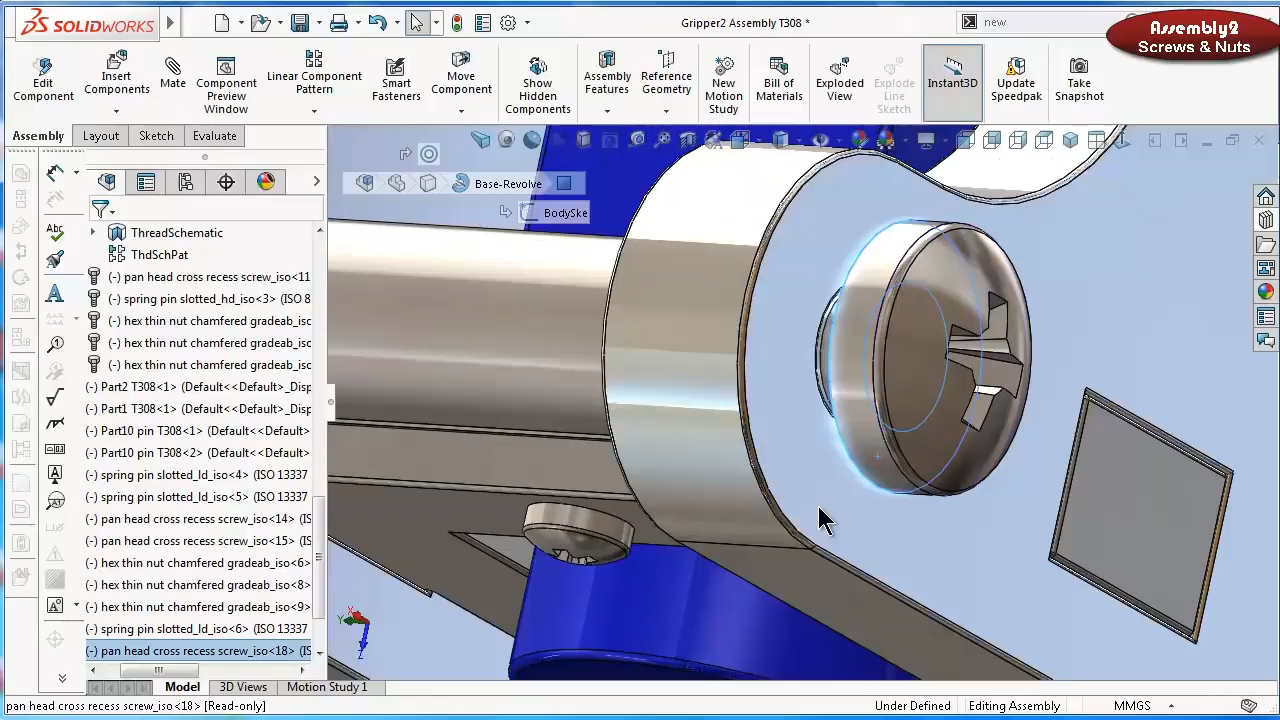 SOLIDWORKS
Gripper2 Assembly T308 *
new
Assembly2
Screws & Nuts
Edit Component
Insert Components
Mate
Component Preview Window
Linear Component Pattern
Smart Fasteners
Move Component
Show Hidden Components
Assembly Features
Reference Geometry
New Motion Study
Bill of Materials
Exploded View
Explode Line Sketch
Instant3D
Update Speedpak
Take Snapshot
Assembly
Layout
Sketch
Evaluate
Base-Revolve
BodySke
ThreadSchematic
ThdSchPat
(-) pan head cross recess screw_iso<11
(-) spring pin slotted_hd_iso<3> (ISO 8
(-) hex thin nut chamfered gradeab_isc
(-) hex thin nut chamfered gradeab_isc
(-) hex thin nut chamfered gradeab_isc
(-) Part2 T308<1> (Default<<Default>_Disp
(-) Part1 T308<1> (Default<<Default>_Disp
(-) Part10 pin T308<1> (Default<<Default>
(-) Part10 pin T308<2> (Default<<Default>
(-) spring pin slotted_ld_iso<4> (ISO 13337
(-) spring pin slotted_ld_iso<5> (ISO 13337
(-) pan head cross recess screw_iso<14> (IS
(-) pan head cross recess screw_iso<15> (IS
(-) hex thin nut chamfered gradeab_iso<6>
(-) hex thin nut chamfered gradeab_iso<8>
(-) hex thin nut chamfered gradeab_iso<9>
(-) spring pin slotted_ld_iso<6> (ISO 13337
(-) pan head cross recess screw_iso<18> (IS
Model
3D Views
Motion Study 1
pan head cross recess screw_iso<18> [Read-only]
Under Defined
Editing Assembly
MMGS